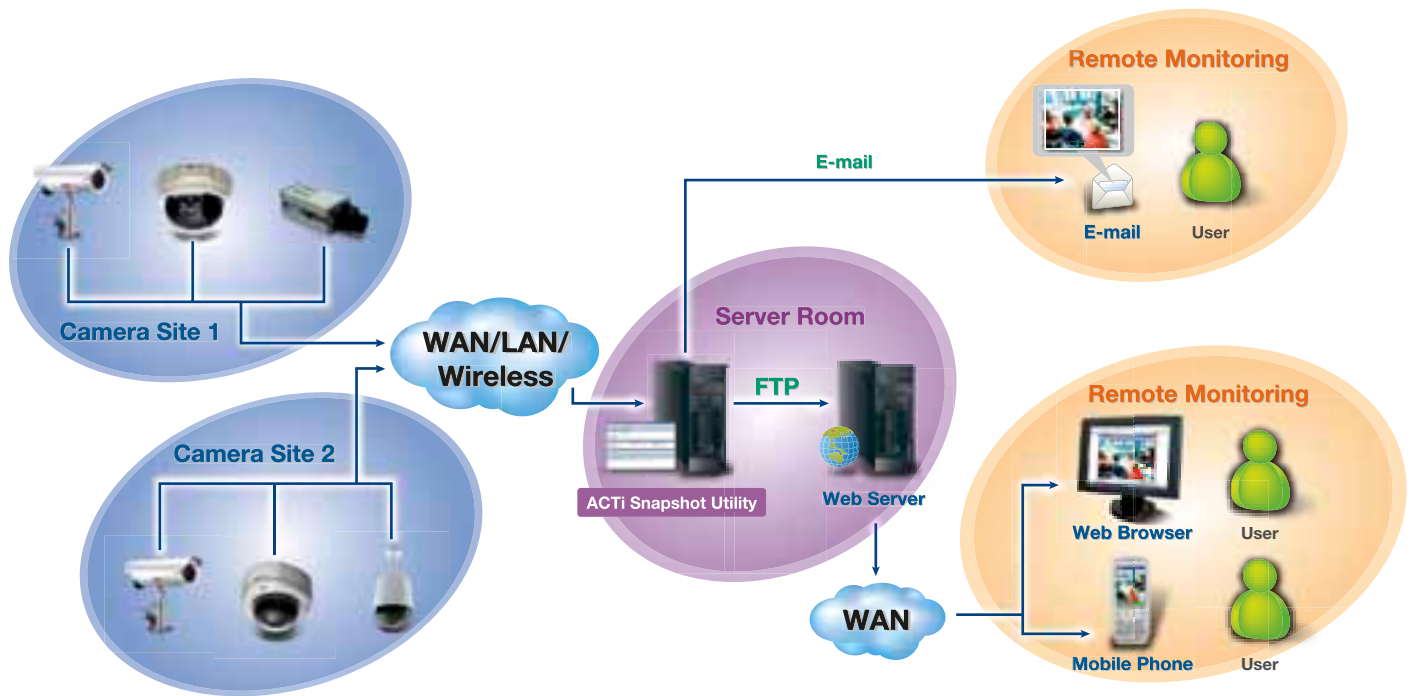 Remote Monitoring
E-mail
E-mail
User
Camera Site 1
WAN/LAN/
Wireless
Server Room
FTP
ACTi Snapshot Utility
Web Server
Camera Site 2
Remote Monitoring
Web Browser
User
WAN
Mobile Phone
User